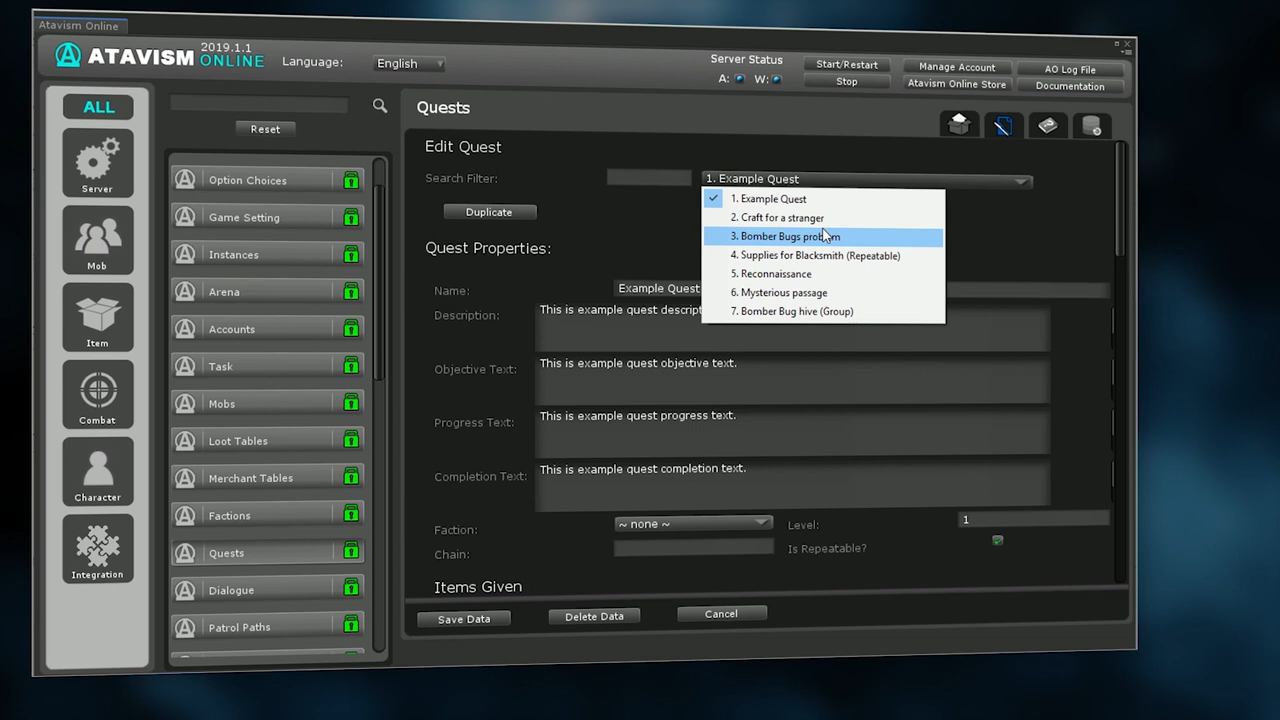 Atavism Online
ATAVISM 2019.1.1 ONLINE
Language: English
Server Status
A: W:
Start/Restart
Stop
Manage Account
Atavism Online Store
AO Log File
Documentation
ALL
Server
Mob
Item
Combat
Character
Integration
Reset
Option Choices
Game Setting
Instances
Arena
Accounts
Task
Mobs
Loot Tables
Merchant Tables
Factions
Quests
Dialogue
Patrol Paths
Quests
Edit Quest
Search Filter:
1. Example Quest
1. Example Quest
2. Craft for a stranger
3. Bomber Bugs problem
4. Supplies for Blacksmith (Repeatable)
5. Reconnaissance
6. Mysterious passage
7. Bomber Bug hive (Group)
Duplicate
Quest Properties:
Name: Example Quest
Description: This is example quest descript
Objective Text: This is example quest objective text.
Progress Text: This is example quest progress text.
Completion Text: This is example quest completion text.
Faction: ~ none ~ Level: 1
Chain: Is Repeatable?
Items Given
Save Data
Delete Data
Cancel